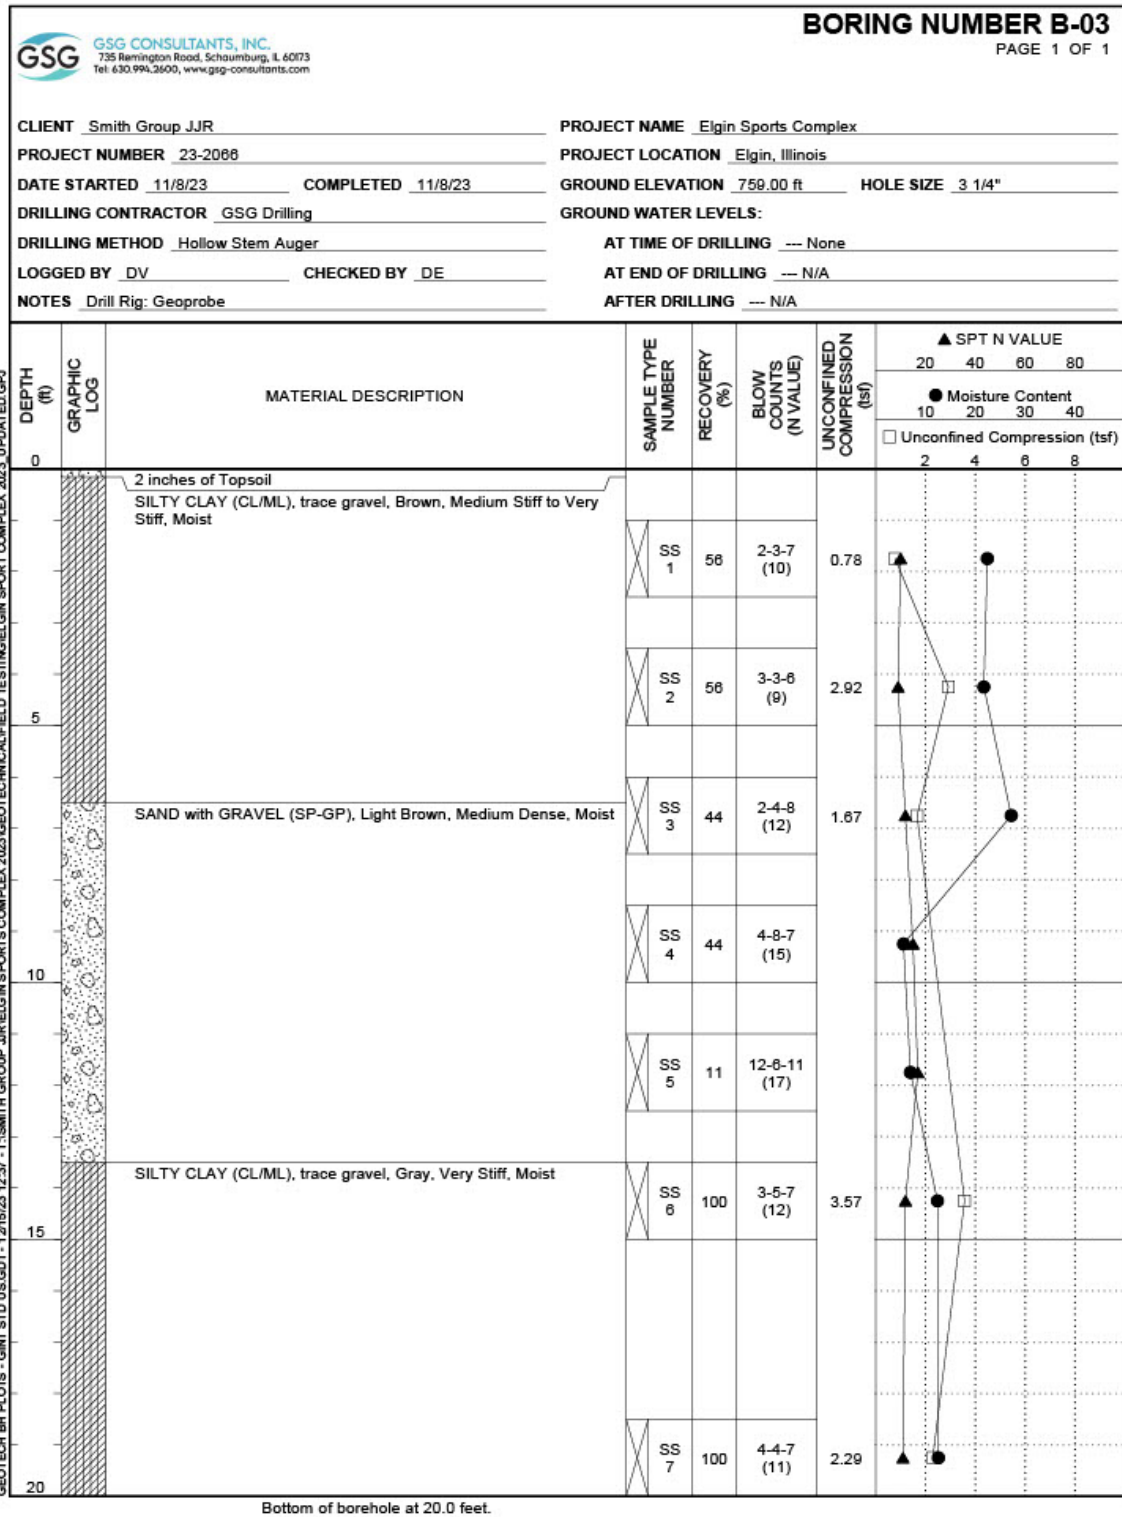 BORING NUMBER B-03
PAGE 1 OF 1
GSG
GSG CONSULTANTS, INC.
735 Remington Road, Schaumburg, IL 60173
Tel: 630.994.2600, www.gsg-consultants.com
CLIENT Smith Group JJR
PROJECT NAME Elgin Sports Complex
PROJECT NUMBER 23-2066
PROJECT LOCATION Elgin, Illinois
DATE STARTED 11/8/23 COMPLETED 11/8/23
GROUND ELEVATION 759.00 ft HOLE SIZE 3 1/4"
DRILLING CONTRACTOR GSG Drilling
GROUND WATER LEVELS:
DRILLING METHOD Hollow Stem Auger
AT TIME OF DRILLING --- None
LOGGED BY DV CHECKED BY DE
AT END OF DRILLING --- N/A
NOTES Drill Rig: Geoprobe
AFTER DRILLING --- N/A
DEPTH (ft)
GRAPHIC LOG
MATERIAL DESCRIPTION
SAMPLE TYPE NUMBER
RECOVERY (%)
BLOW COUNTS (N VALUE)
UNCONFINED COMPRESSION (tsf)
▲ SPT N VALUE
20 40 60 80
● Moisture Content
10 20 30 40
□ Unconfined Compression (tsf)
2 4 6 8
0
2 inches of Topsoil
SILTY CLAY (CL/ML), trace gravel, Brown, Medium Stiff to Very
Stiff, Moist
SS 1 56 2-3-7 (10) 0.78
SS 2 56 3-3-6 (9) 2.92
5
SAND with GRAVEL (SP-GP), Light Brown, Medium Dense, Moist
SS 3 44 2-4-8 (12) 1.67
SS 4 44 4-8-7 (15)
10
SS 5 11 12-6-11 (17)
SILTY CLAY (CL/ML), trace gravel, Gray, Very Stiff, Moist
SS 6 100 3-5-7 (12) 3.57
15
SS 7 100 4-4-7 (11) 2.29
20
Bottom of borehole at 20.0 feet.